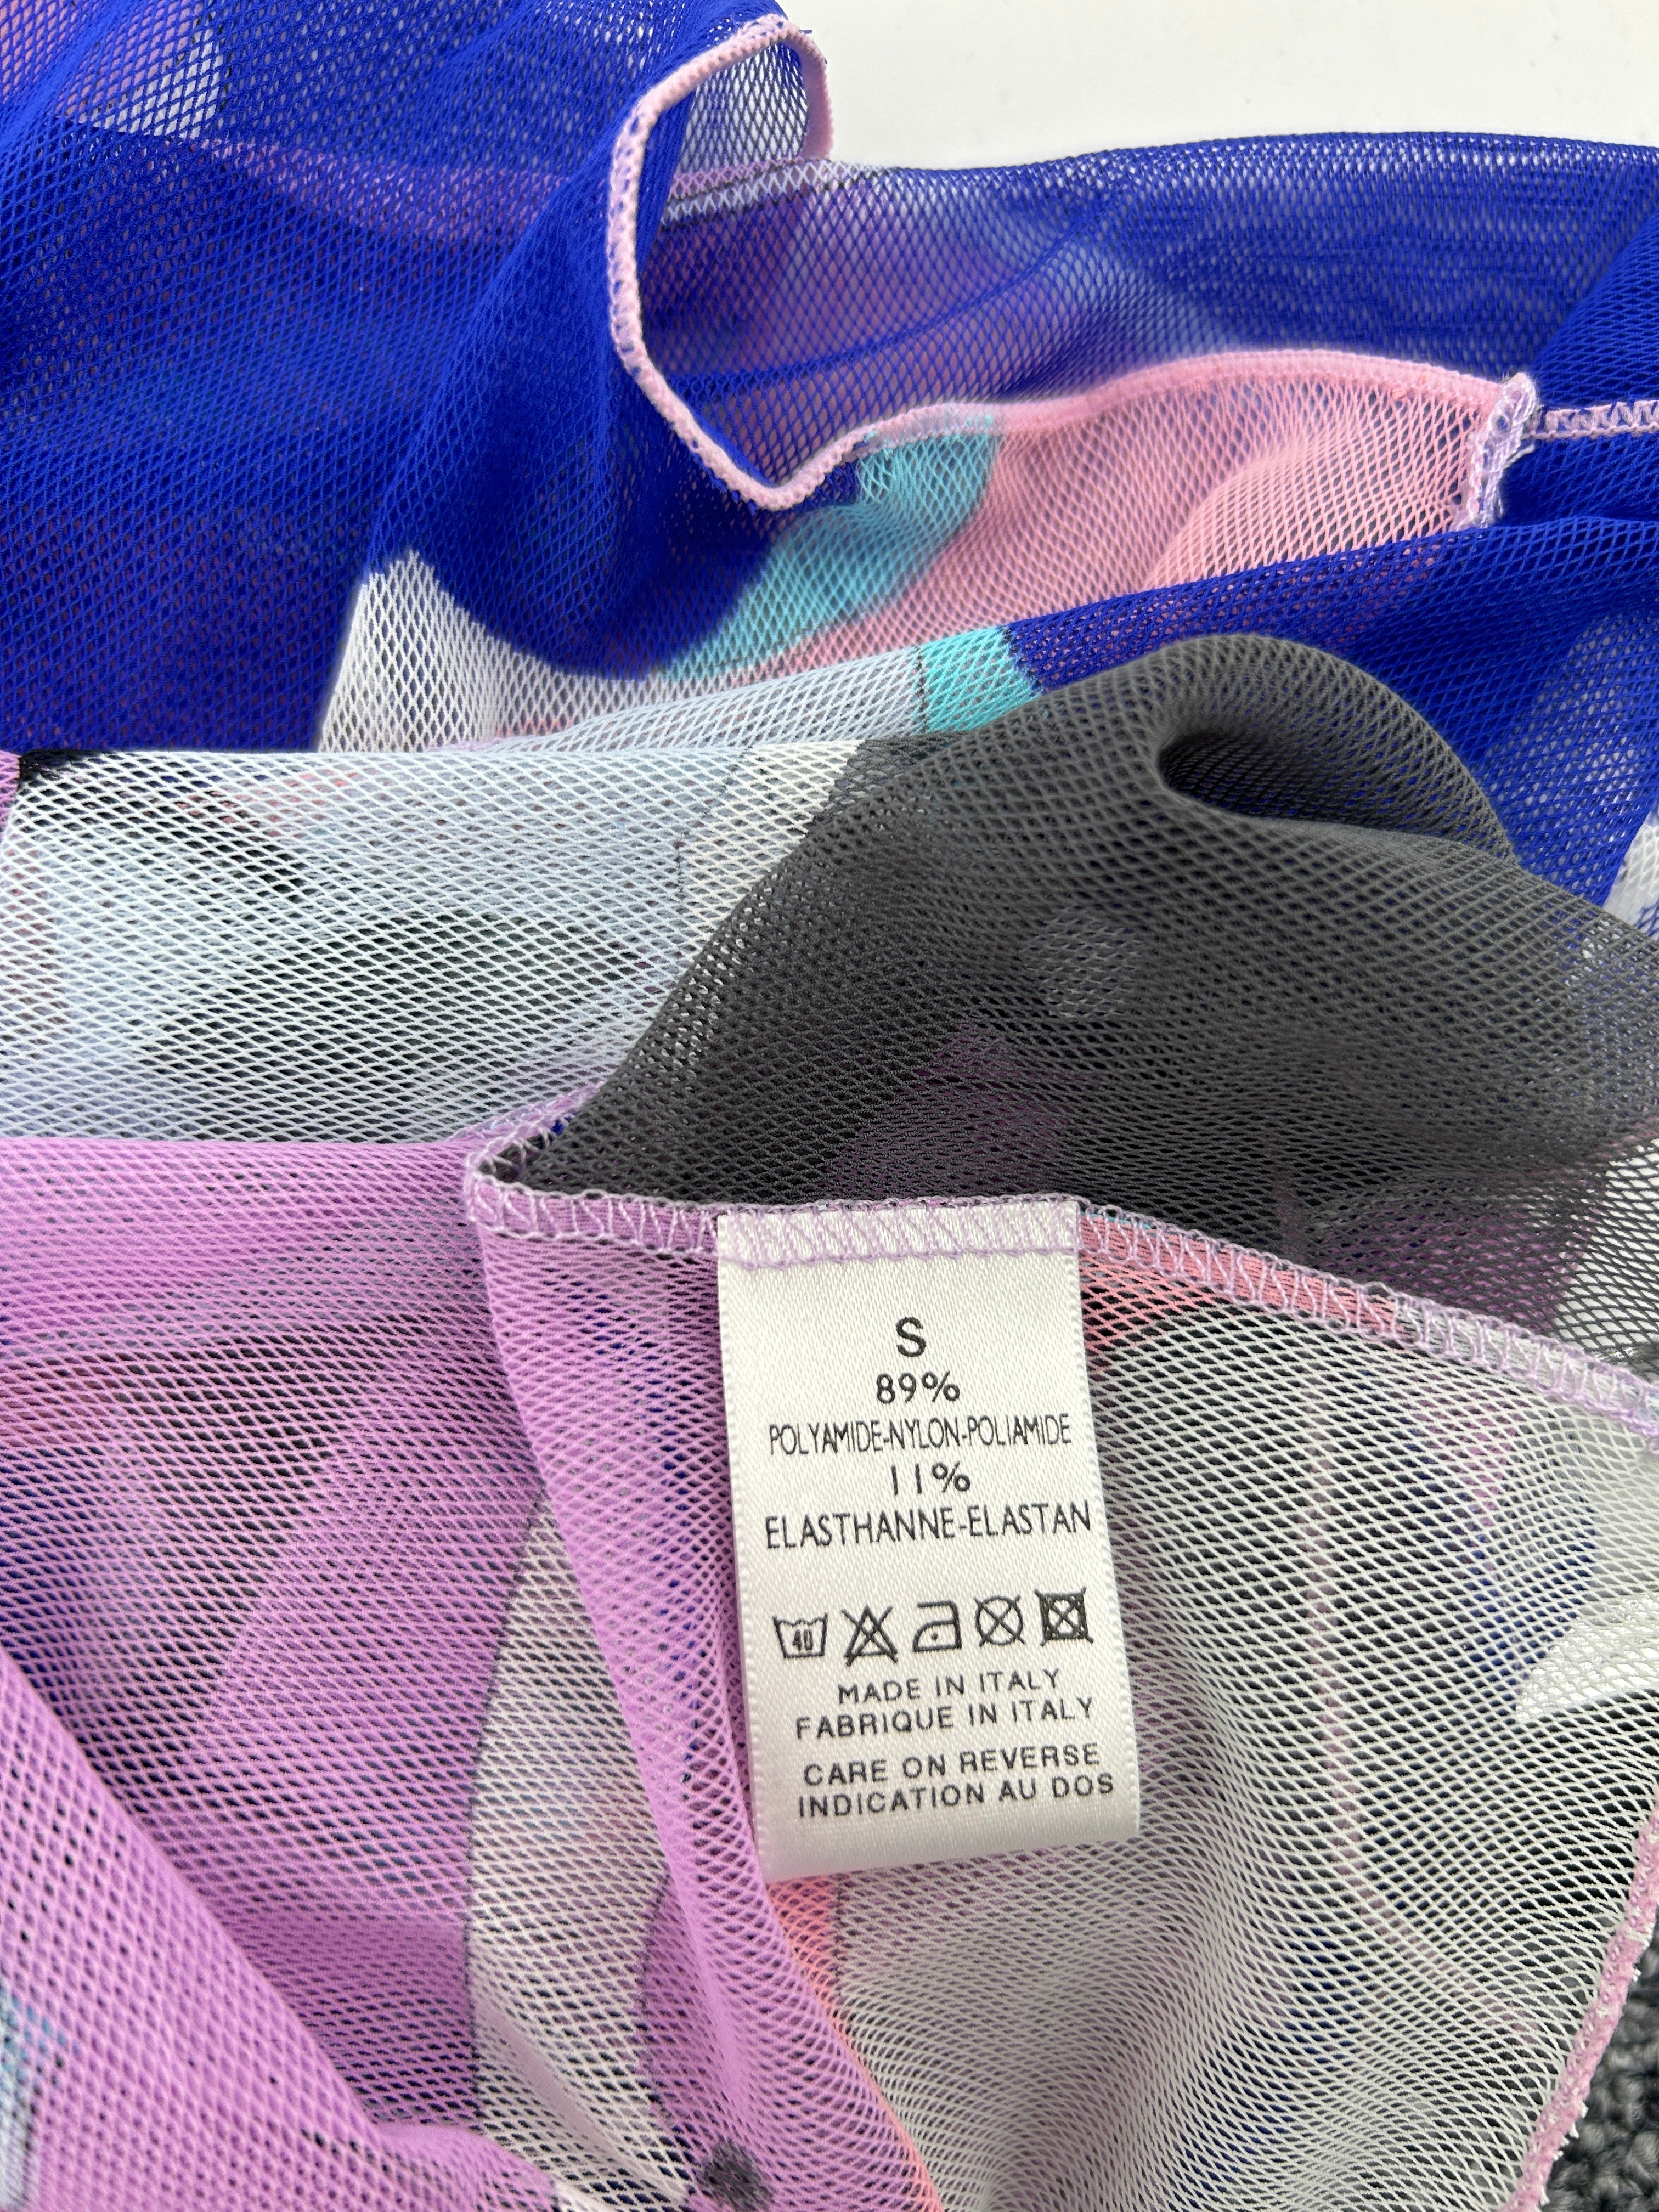 S
89%
POLYAMIDE-NYLON-POLIAMIDE
11%
ELASTHANNE-ELASTAN
40
MADE IN ITALY
FABRIQUE IN ITALY
CARE ON REVERSE
INDICATION AU DOS